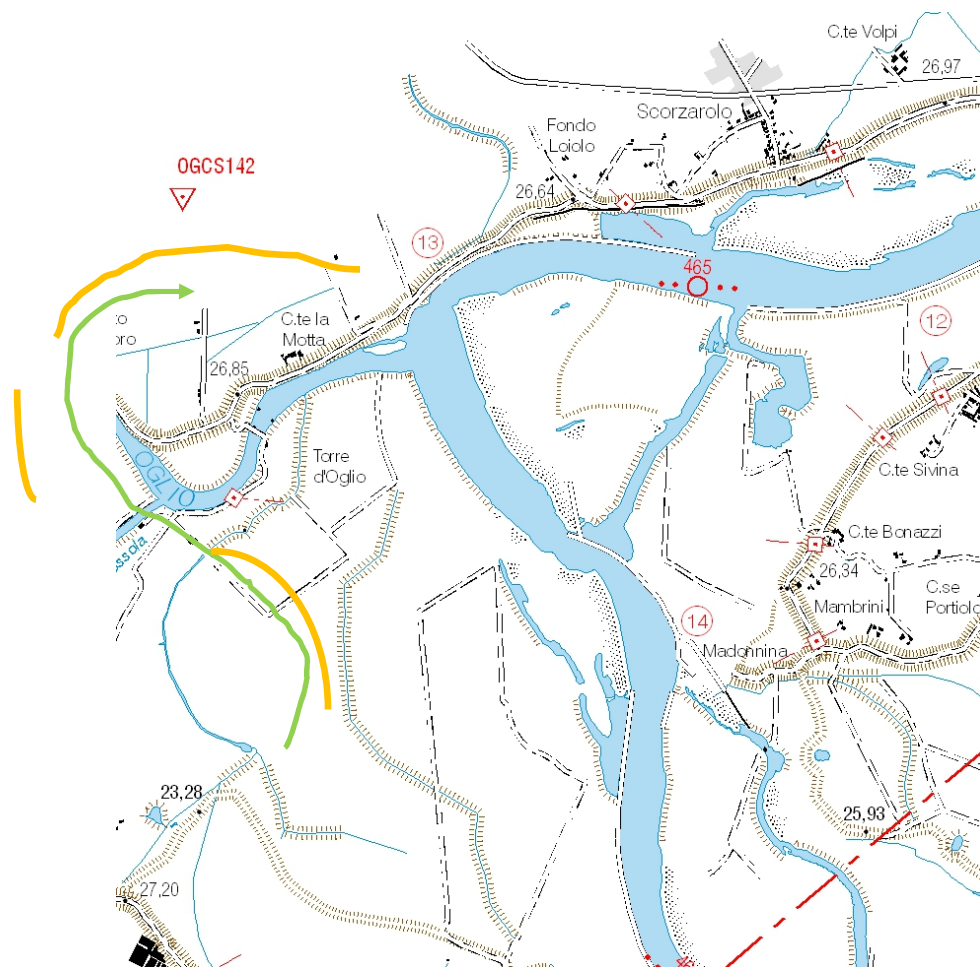 C.te Volpi
26,97
Scorzarolo
Fondo
Loiolo
OGCS142
26,64
13
465
12
C.te la
Motta
26,85
Torre
d'Oglio
OGLIO
C.te Sivina
C.te Bonazzi
26,34
C.se
Portiolo
Mambrini
14
Madonnina
23,28
25,93
27,20